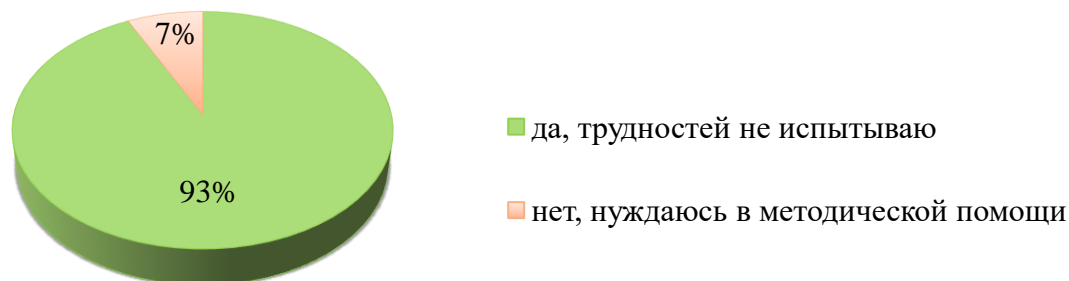 7%
93%
да, трудностей не испытываю
нет, нуждаюсь в методической помощи